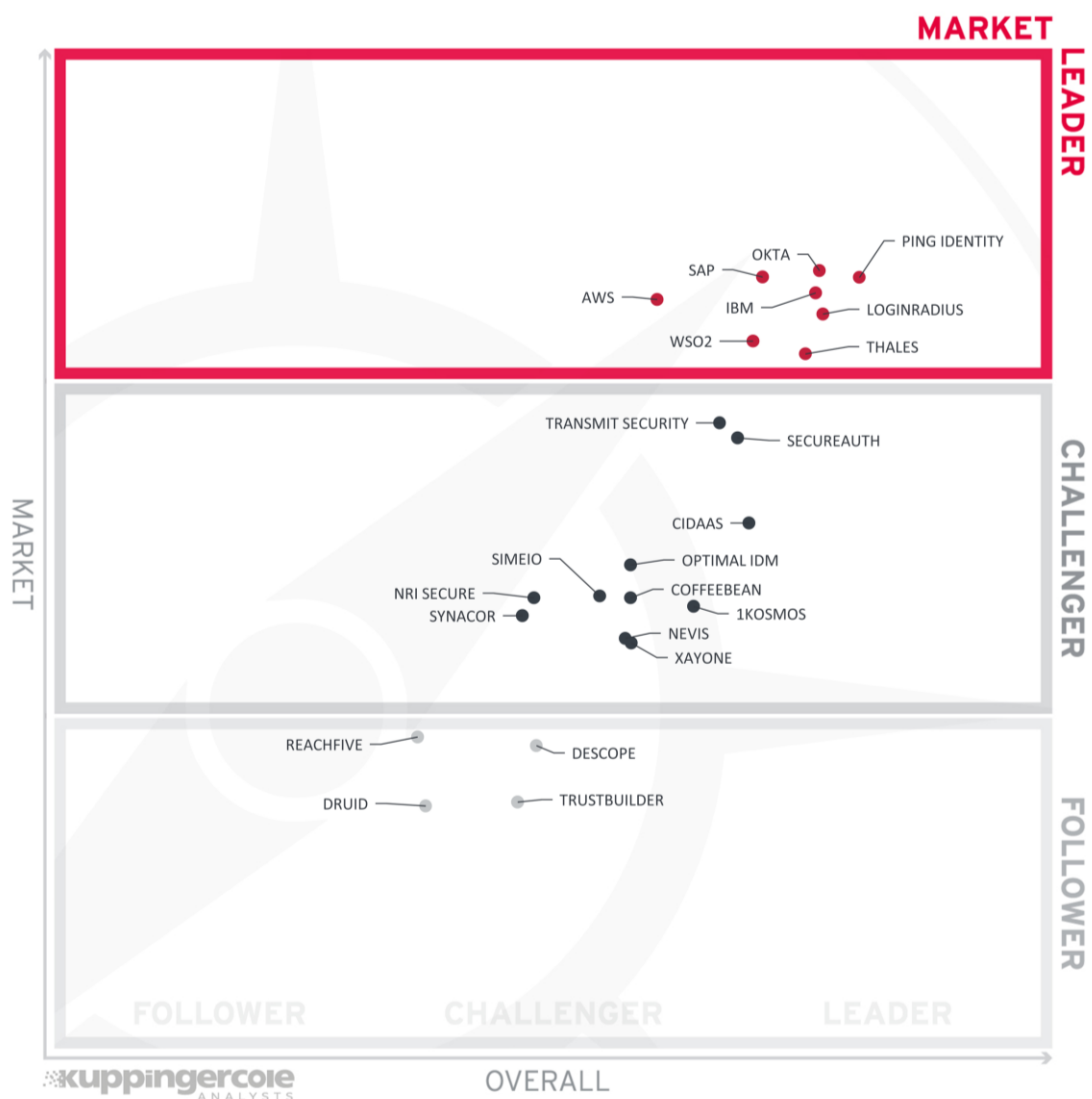 MARKET
LEADER
PING IDENTITY
OKTA
SAP
AWS
IBM
LOGINRADIUS
WSO2
THALES
TRANSMIT SECURITY
SECUREAUTH
CHALLENGER
CIDAAS
MARKET
SIMEIO
OPTIMAL IDM
NRI SECURE
COFFEEBEAN
SYNACOR
1KOSMOS
NEVIS
XAYONE
REACHFIVE
DESCOPE
DRUID
TRUSTBUILDER
FOLLOWER
FOLLOWER CHALLENGER LEADER
kuppingercole
ANALYSTS
OVERALL